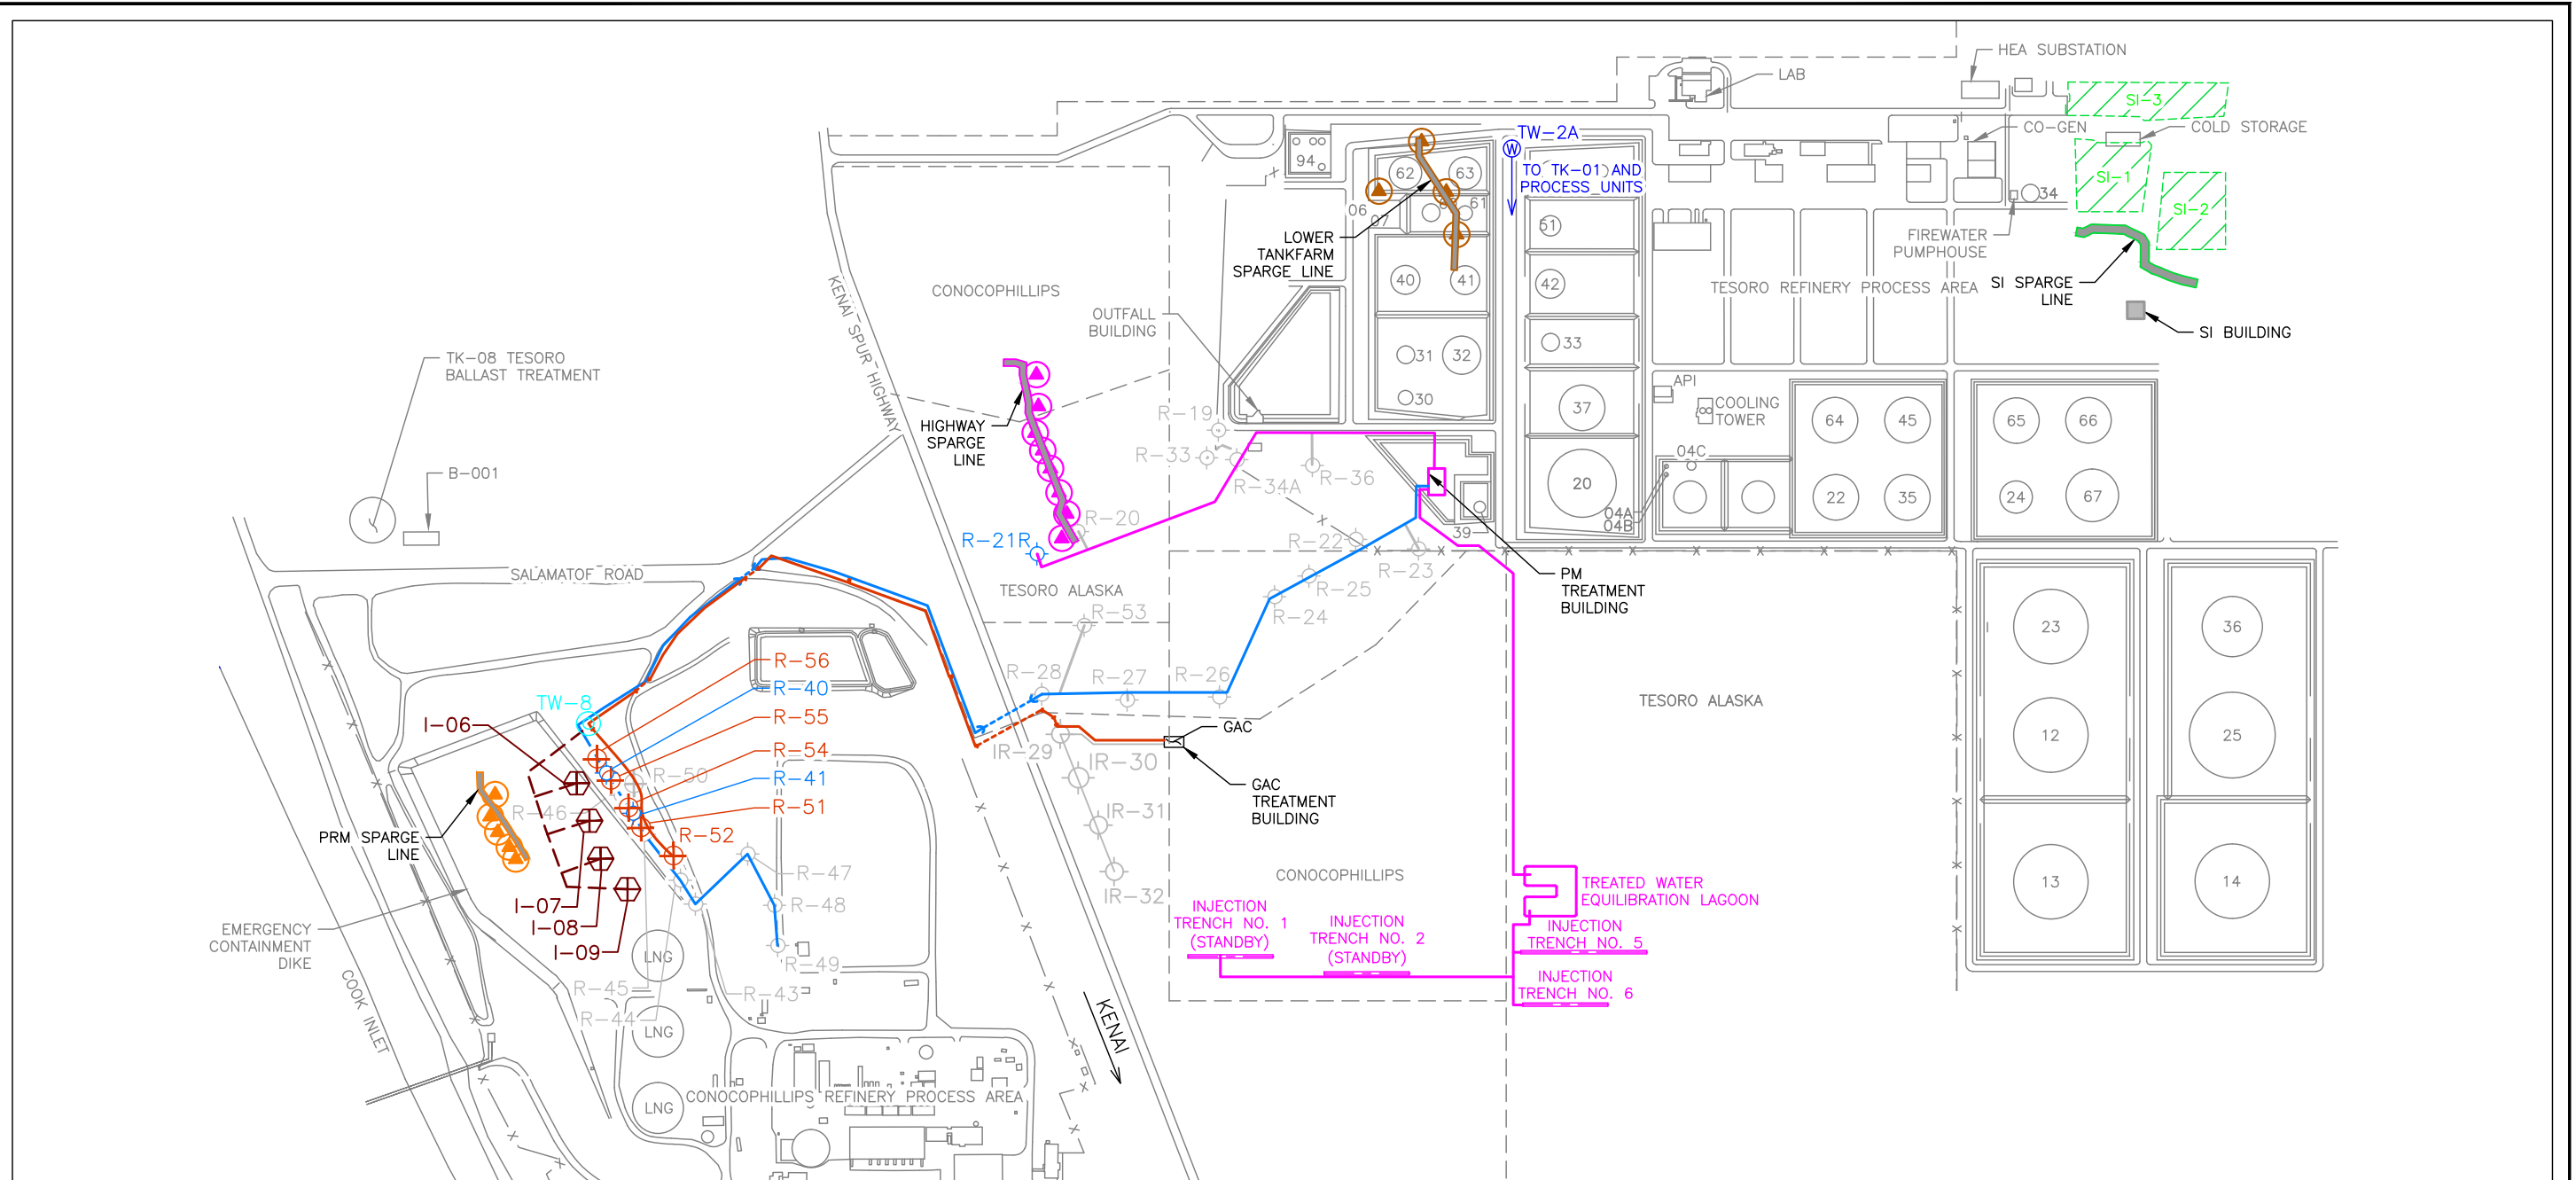 HEA SUBSTATION
LAB
SI-3
CO-GEN
COLD STORAGE
SI-1
SI-2
34
FIREWATER
PUMPHOUSE
TESORO REFINERY PROCESS AREA
SI SPARGE
LINE
SI BUILDING
TW-2A
W
TO TK-01 AND
PROCESS UNITS
94
62
63
06
07
61
LOWER
TANKFARM
SPARGE LINE
40
41
31
32
30
51
42
33
37
20
CONOCOPHILLIPS
KENAI SPUR HIGHWAY
OUTFALL
BUILDING
TK-08 TESORO
BALLAST TREATMENT
B-001
HIGHWAY
SPARGE
LINE
R-19
R-33
R-34A
R-36
R-20
R-21R
R-22
R-23
R-25
R-24
39
API
COOLING
TOWER
04C
04A
04B
64
45
22
35
65
66
24
67
PM
TREATMENT
BUILDING
SALAMATOF ROAD
TESORO ALASKA
R-53
R-28
R-27
R-26
TESORO ALASKA
23
36
12
25
13
14
R-56
R-40
R-55
R-54
R-41
R-51
R-52
TW-8
I-06
R-50
R-46
PRM SPARGE
LINE
I-07
I-08
I-09
R-47
R-48
R-49
R-45
R-43
R-44
EMERGENCY
CONTAINMENT
DIKE
COOK INLET
LNG
LNG
LNG
CONOCOPHILLIPS REFINERY PROCESS AREA
IR-29
IR-30
IR-31
IR-32
GAC
GAC
TREATMENT
BUILDING
KENAI
CONOCOPHILLIPS
INJECTION
TRENCH NO. 1
(STANDBY)
INJECTION
TRENCH NO. 2
(STANDBY)
TREATED WATER
EQUILIBRATION LAGOON
INJECTION
TRENCH NO. 5
INJECTION
TRENCH NO. 6